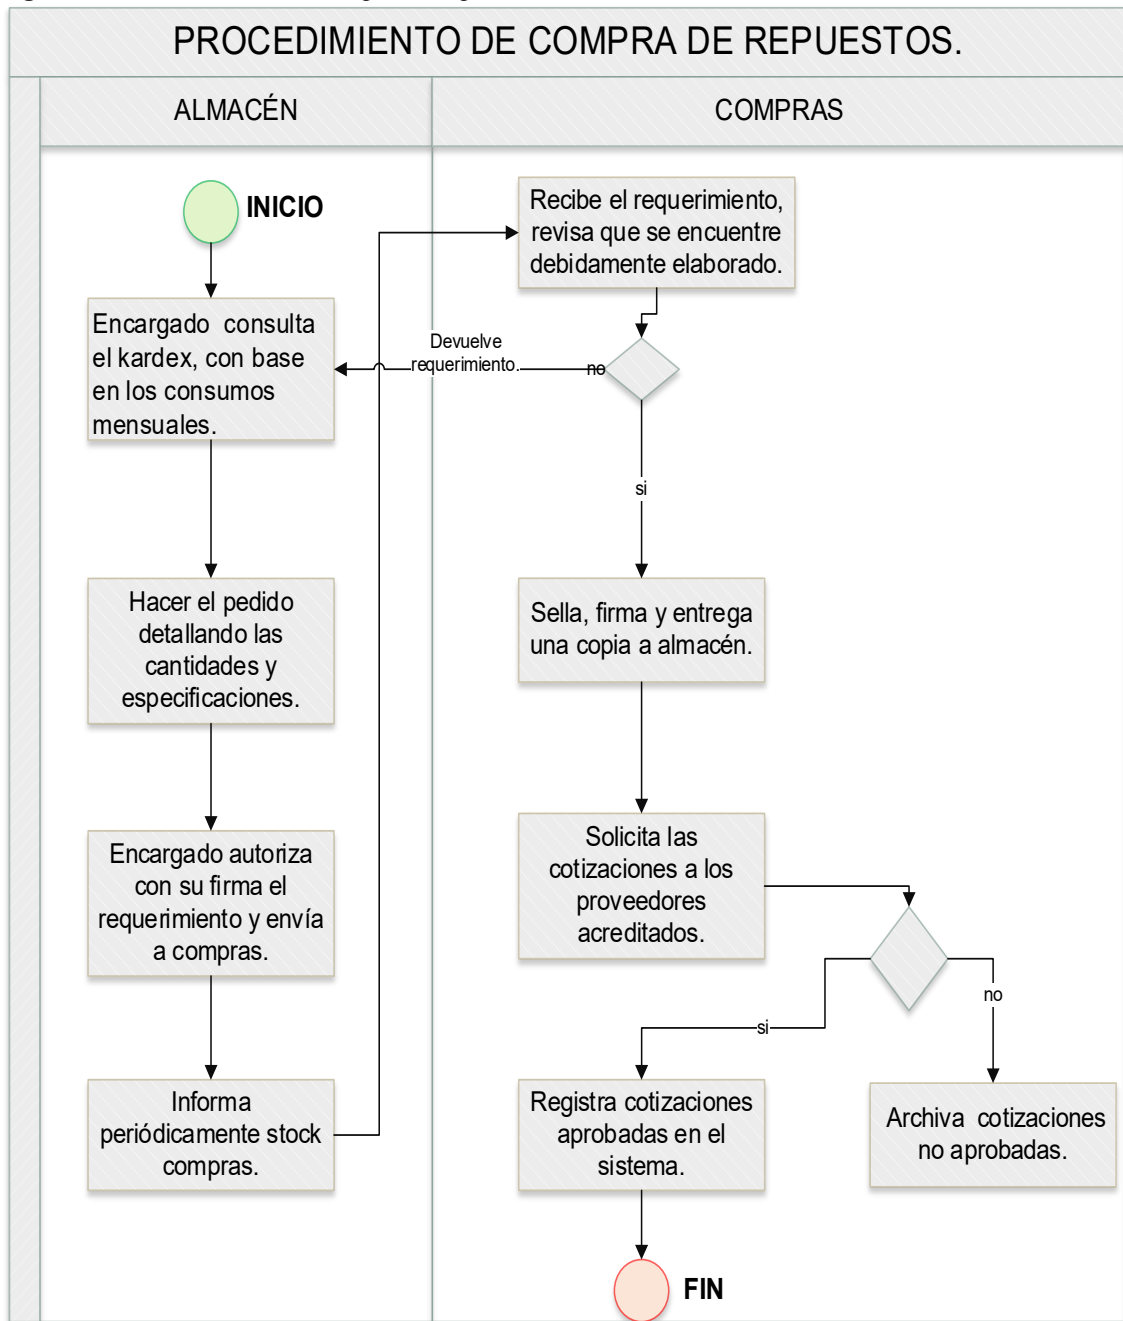 PROCEDIMIENTO DE COMPRA DE REPUESTOS.
ALMACÉN
COMPRAS
INICIO
Encargado consulta
el kardex, con base
en los consumos
mensuales.
Hacer el pedido
detallando las
cantidades y
especificaciones.
Encargado autoriza
con su firma el
requerimiento y envía
a compras.
Informa
periódicamente stock
compras.
Recibe el requerimiento,
revisa que se encuentre
debidamente elaborado.
Devuelve
requerimiento.
no
si
Sella, firma y entrega
una copia a almacén.
Solicita las
cotizaciones a los
proveedores
acreditados.
si
no
Registra cotizaciones
aprobadas en el
sistema.
Archiva cotizaciones
no aprobadas.
FIN